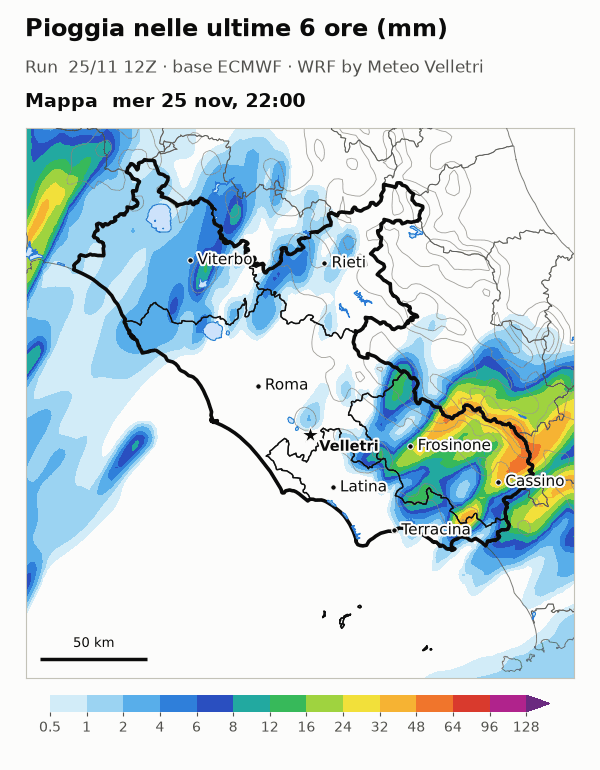 Pioggia nelle ultime 6 ore (mm)
Run  25/11 12Z · base ECMWF · WRF by Meteo Velletri
Mappa  mer 25 nov, 22:00
Viterbo
Rieti
Roma
Velletri
Frosinone
Cassino
Latina
Terracina
50 km
0.5 1 2 4 6 8 12 16 24 32 48 64 96 128